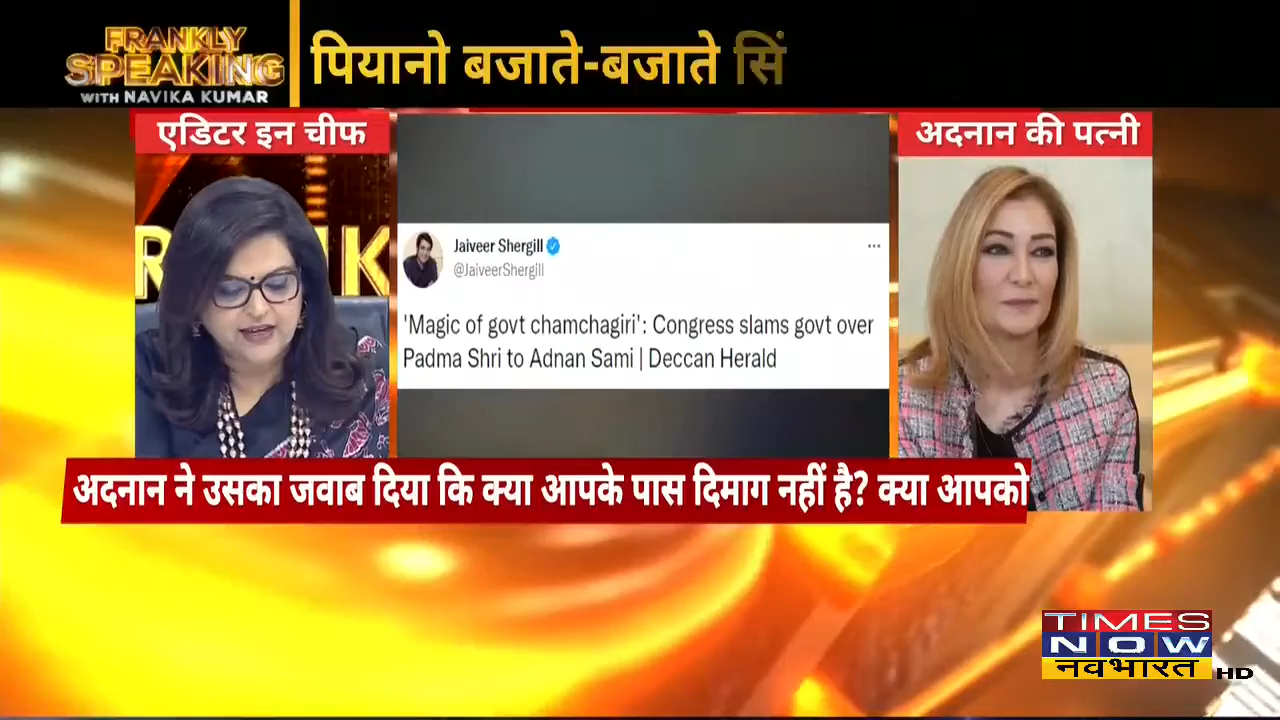 FRANKLY
SPEAKING
WITH NAVIKA KUMAR
पियानो बजाते-बजाते सिं
एडिटर इन चीफ
अदनान की पत्नी
Jaiveer Shergill
@JaiveerShergill
'Magic of govt chamchagiri': Congress slams govt over
Padma Shri to Adnan Sami | Deccan Herald
अदनान ने उसका जवाब दिया कि क्या आपके पास दिमाग नहीं है? क्या आपको
TIMES
NOW
नवभारत HD